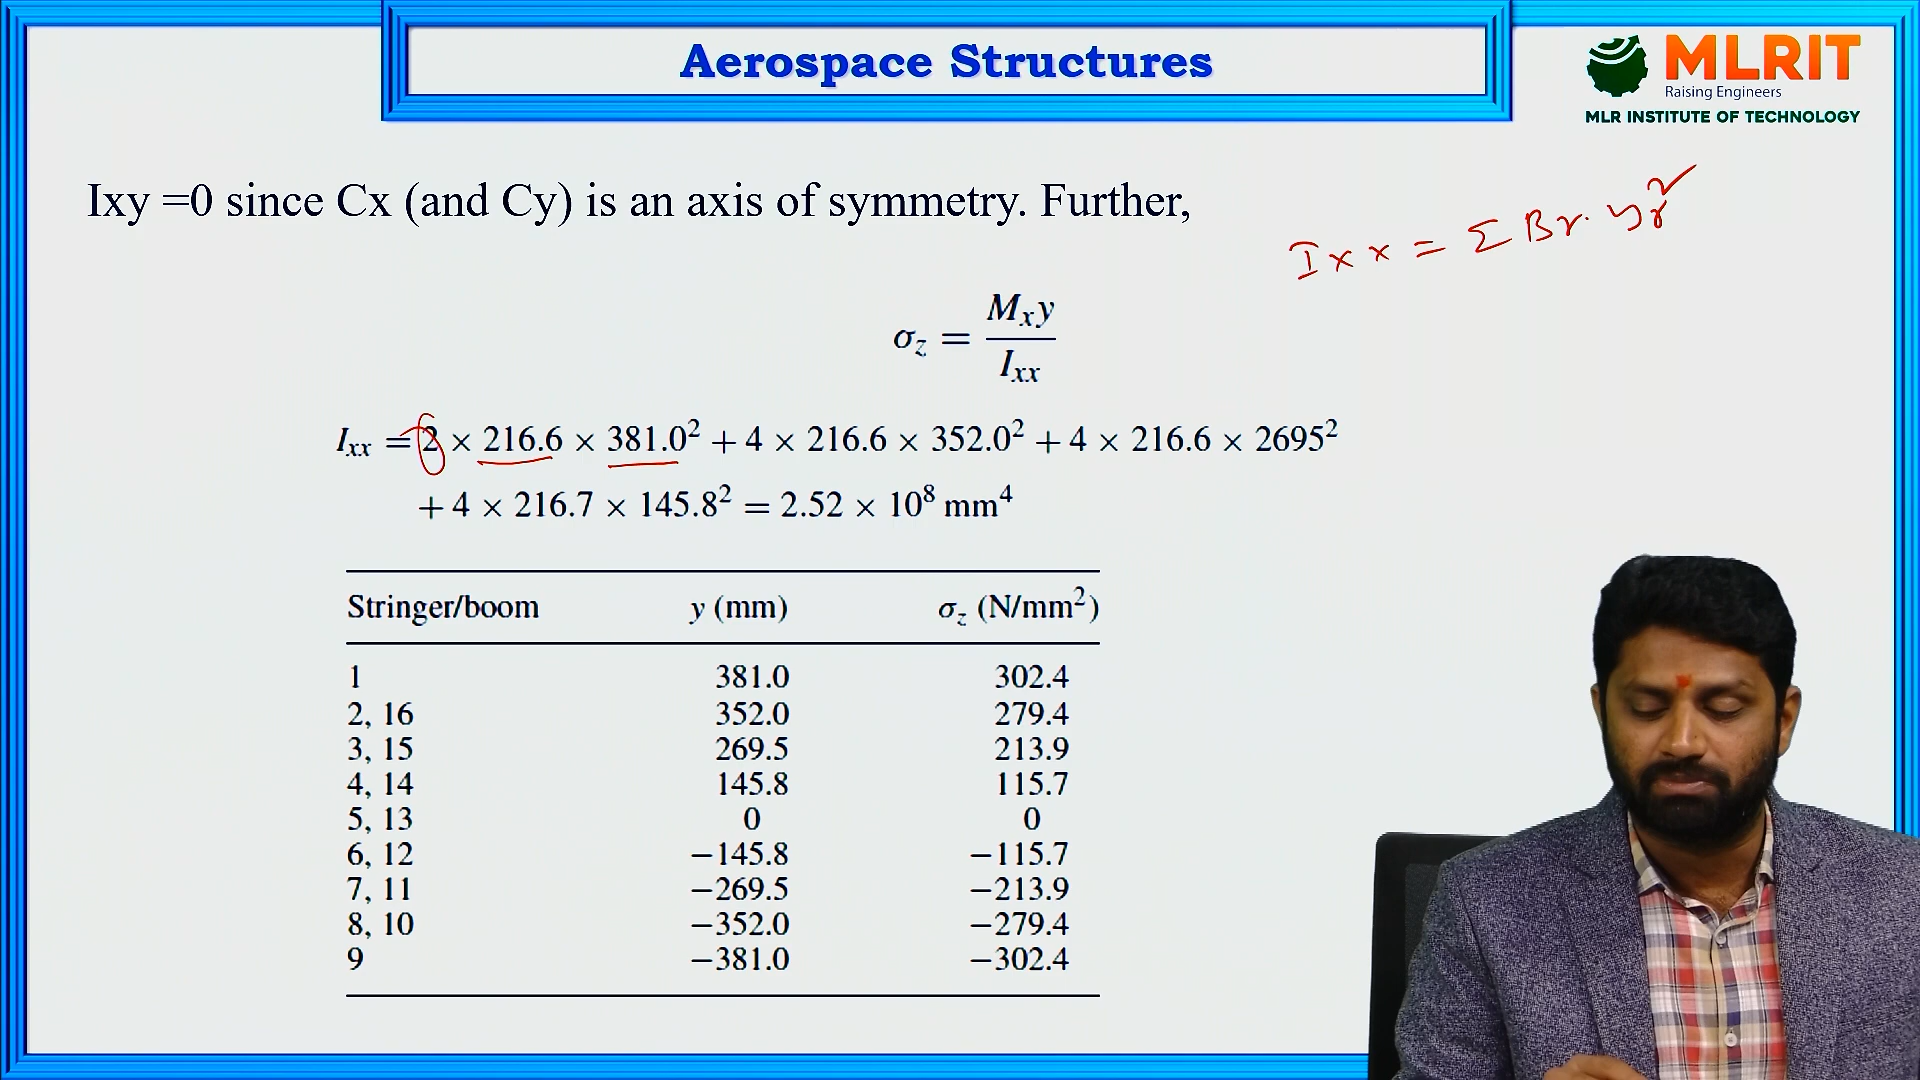 Aerospace Structures
MLRIT
Raising Engineers
MLR INSTITUTE OF TECHNOLOGY
Ixy =0 since Cx (and Cy) is an axis of symmetry. Further,
Ixx = Σ Br. yr²
σz = Mxy / Ixx
Ixx = 2 × 216.6 × 381.0² + 4 × 216.6 × 352.0² + 4 × 216.6 × 2695²
+ 4 × 216.7 × 145.8² = 2.52 × 10⁸ mm⁴
Stringer/boom y (mm) σz (N/mm²)
1 381.0 302.4
2, 16 352.0 279.4
3, 15 269.5 213.9
4, 14 145.8 115.7
5, 13 0 0
6, 12 −145.8 −115.7
7, 11 −269.5 −213.9
8, 10 −352.0 −279.4
9 −381.0 −302.4